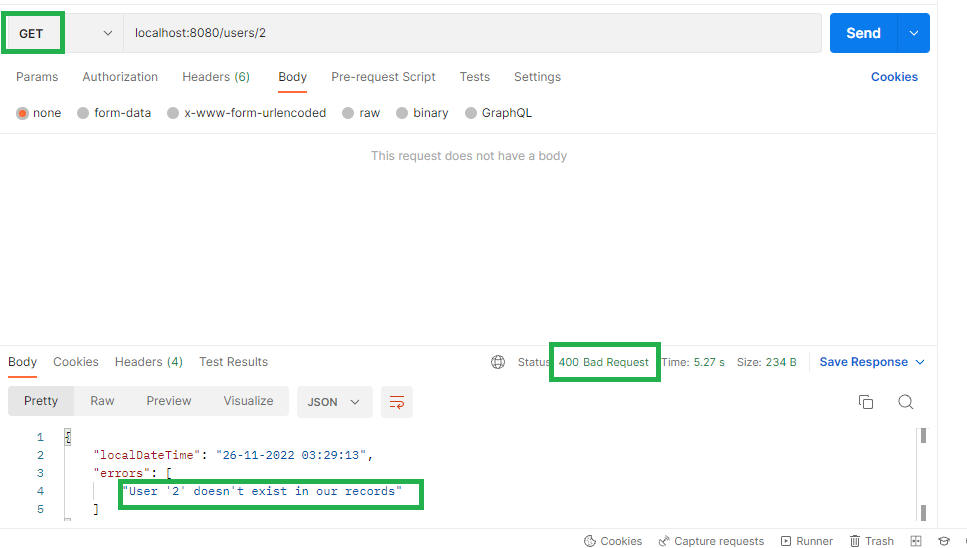 GET localhost:8080/users/2 Send
Params Authorization Headers (6) Body Pre-request Script Tests Settings Cookies
none form-data x-www-form-urlencoded raw binary GraphQL
This request does not have a body
Body Cookies Headers (4) Test Results Status 400 Bad Request Time: 5.27 s Size: 234 B Save Response
Pretty Raw Preview Visualize JSON
1 {
2 "localDateTime": "26-11-2022 03:29:13",
3 "errors": [
4 "User '2' doesn't exist in our records"
5 ]
Cookies Capture requests Runner Trash